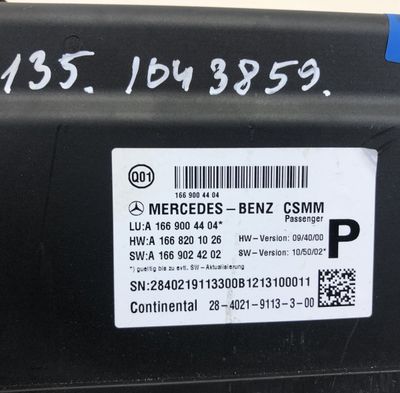 135. 1043859.
Q01
166 900 44 04
MERCEDES-BENZ CSMM
Passenger
LU:A 166 900 44 04*
HW:A 166 820 10 26 HW-Version: 09/40/00
SW:A 166 902 42 02 SW-Version: 10/50/02*
P
*) gueltig bis zu evtl. SW-Aktualisierung
SN:2840219113300B1213100011
Continental 28-4021-9113-3-00